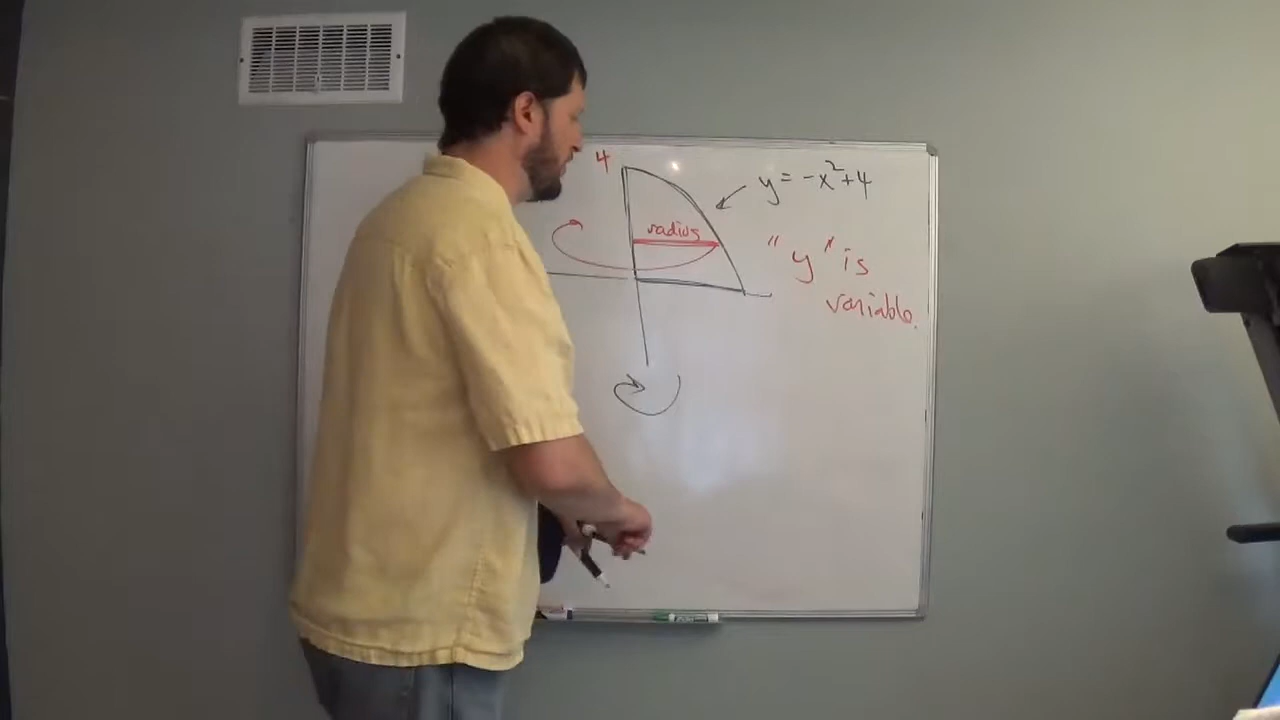 4
y = -x²+4
radius
"y" is
variable.